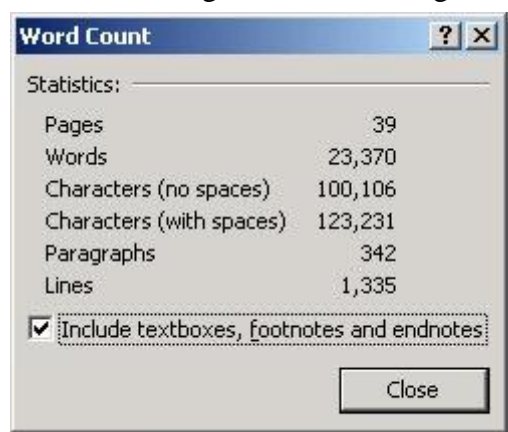 Word Count
Statistics:
Pages 39
Words 23,370
Characters (no spaces) 100,106
Characters (with spaces) 123,231
Paragraphs 342
Lines 1,335
Include textboxes, footnotes and endnotes
Close